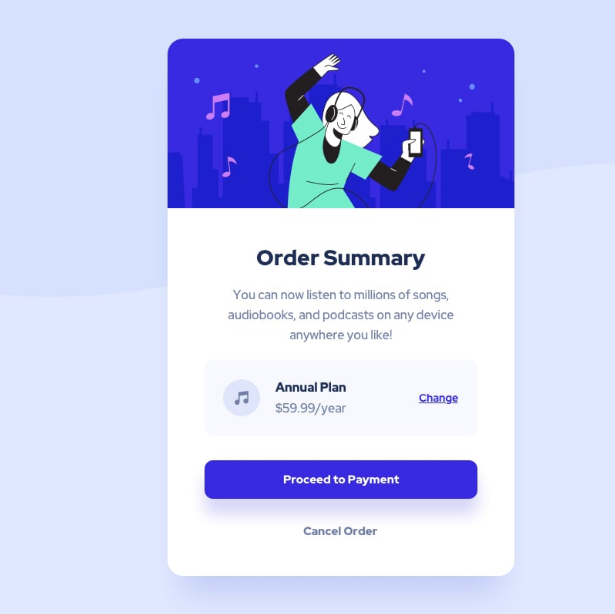 Order Summary
You can now listen to millions of songs,
audiobooks, and podcasts on any device
anywhere you like!
Annual Plan
$59.99/year
Change
Proceed to Payment
Cancel Order